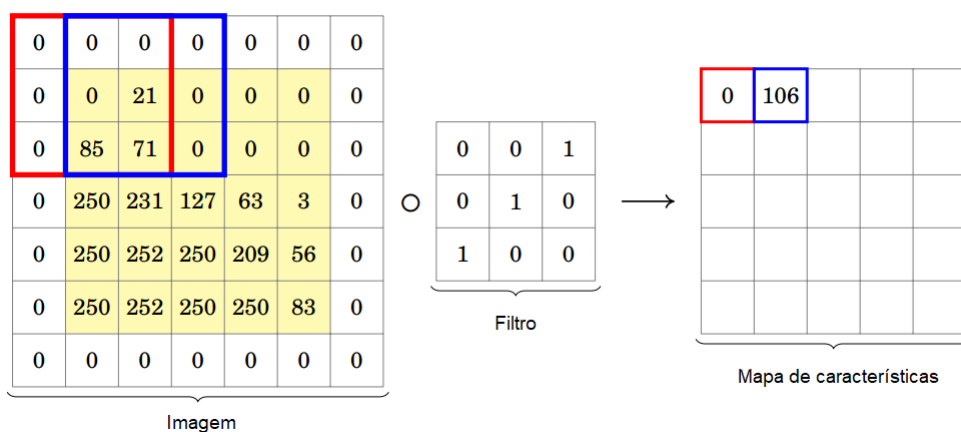 0 0 0 0 0 0 0
0 0 21 0 0 0 0
0 85 71 0 0 0 0
0 250 231 127 63 3 0
0 250 252 250 209 56 0
0 250 252 250 250 83 0
0 0 0 0 0 0 0
Imagem
0 0 1
0 1 0
1 0 0
Filtro
0 106
Mapa de características